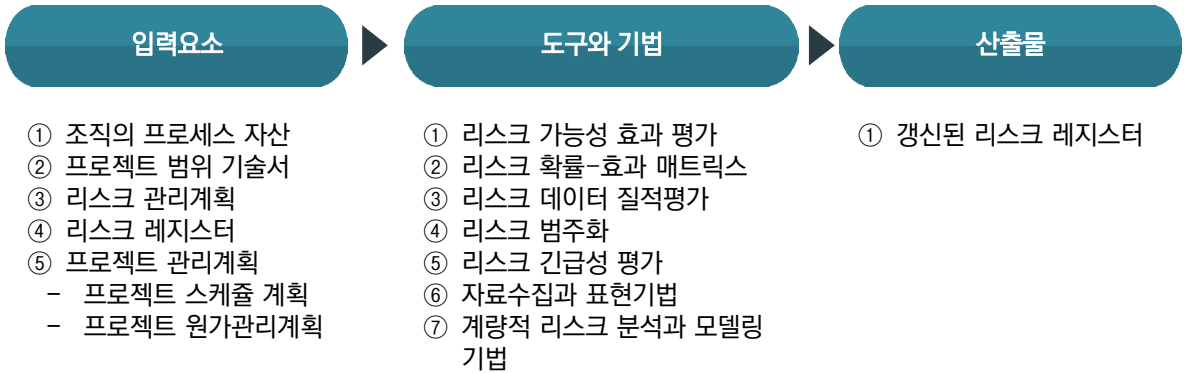 입력요소
도구와 기법
산출물
① 조직의 프로세스 자산
② 프로젝트 범위 기술서
③ 리스크 관리계획
④ 리스크 레지스터
⑤ 프로젝트 관리계획
- 프로젝트 스케쥴 계획
- 프로젝트 원가관리계획
① 리스크 가능성 효과 평가
② 리스크 확률-효과 매트릭스
③ 리스크 데이터 질적평가
④ 리스크 범주화
⑤ 리스크 긴급성 평가
⑥ 자료수집과 표현기법
⑦ 계량적 리스크 분석과 모델링
기법
① 갱신된 리스크 레지스터